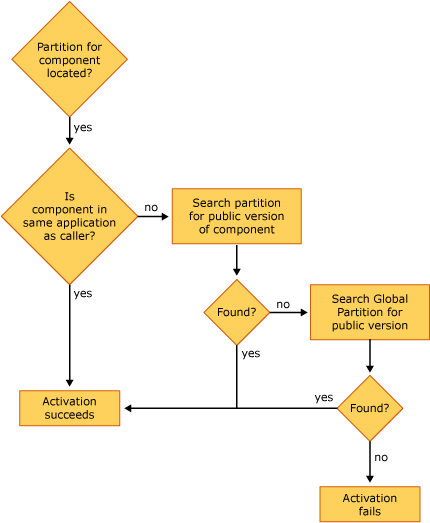 Partition for
component
located?
yes
Is
component in
same application
as caller?
no
Search partition
for public version
of component
yes
Found?
no
Search Global
Partition for
public version
yes
Activation
succeeds
yes
Found?
no
Activation
fails